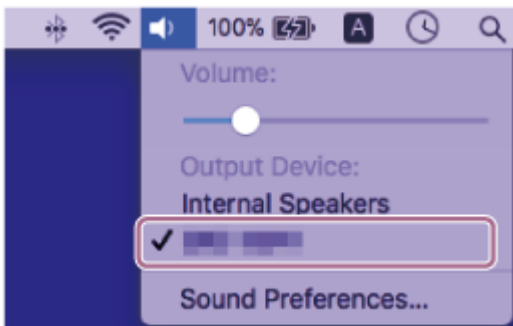 100% A
Volume:
Output Device:
Internal Speakers
Sound Preferences...